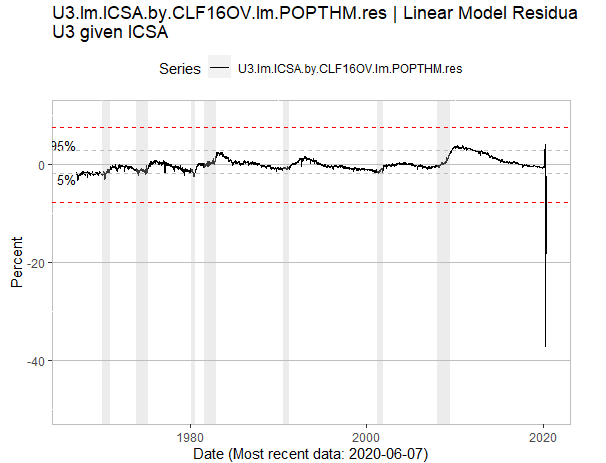 U3.lm.ICSA.by.CLF16OV.lm.POPTHM.res | Linear Model Residua
U3 given ICSA
Series U3.lm.ICSA.by.CLF16OV.lm.POPTHM.res
95%
0
5%
-20
-40
Percent
1980 2000 2020
Date (Most recent data: 2020-06-07)